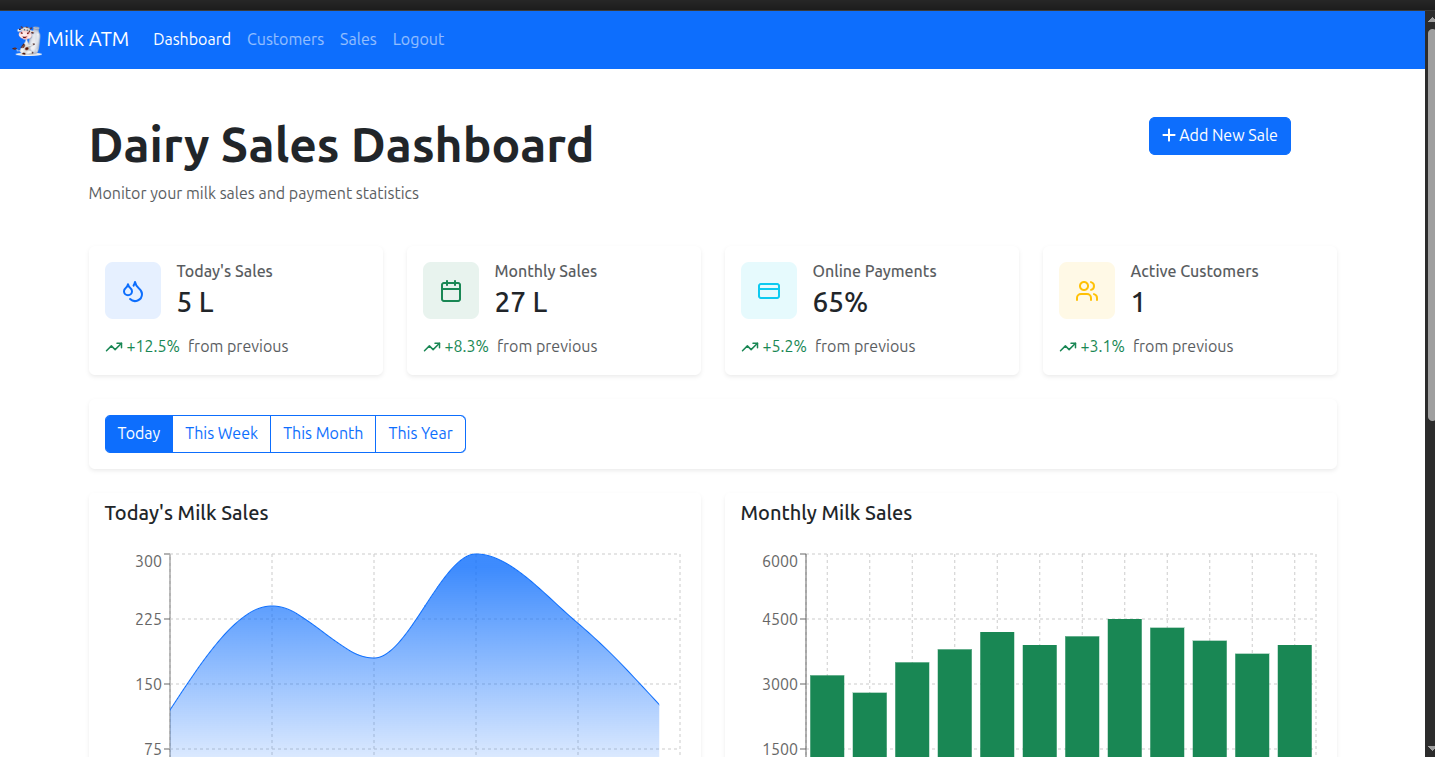 Milk ATM Dashboard Customers Sales Logout
Dairy Sales Dashboard
+ Add New Sale
Monitor your milk sales and payment statistics
Today's Sales
5 L
+12.5% from previous
Monthly Sales
27 L
+8.3% from previous
Online Payments
65%
+5.2% from previous
Active Customers
1
+3.1% from previous
Today This Week This Month This Year
Today's Milk Sales
300
225
150
75
Monthly Milk Sales
6000
4500
3000
1500